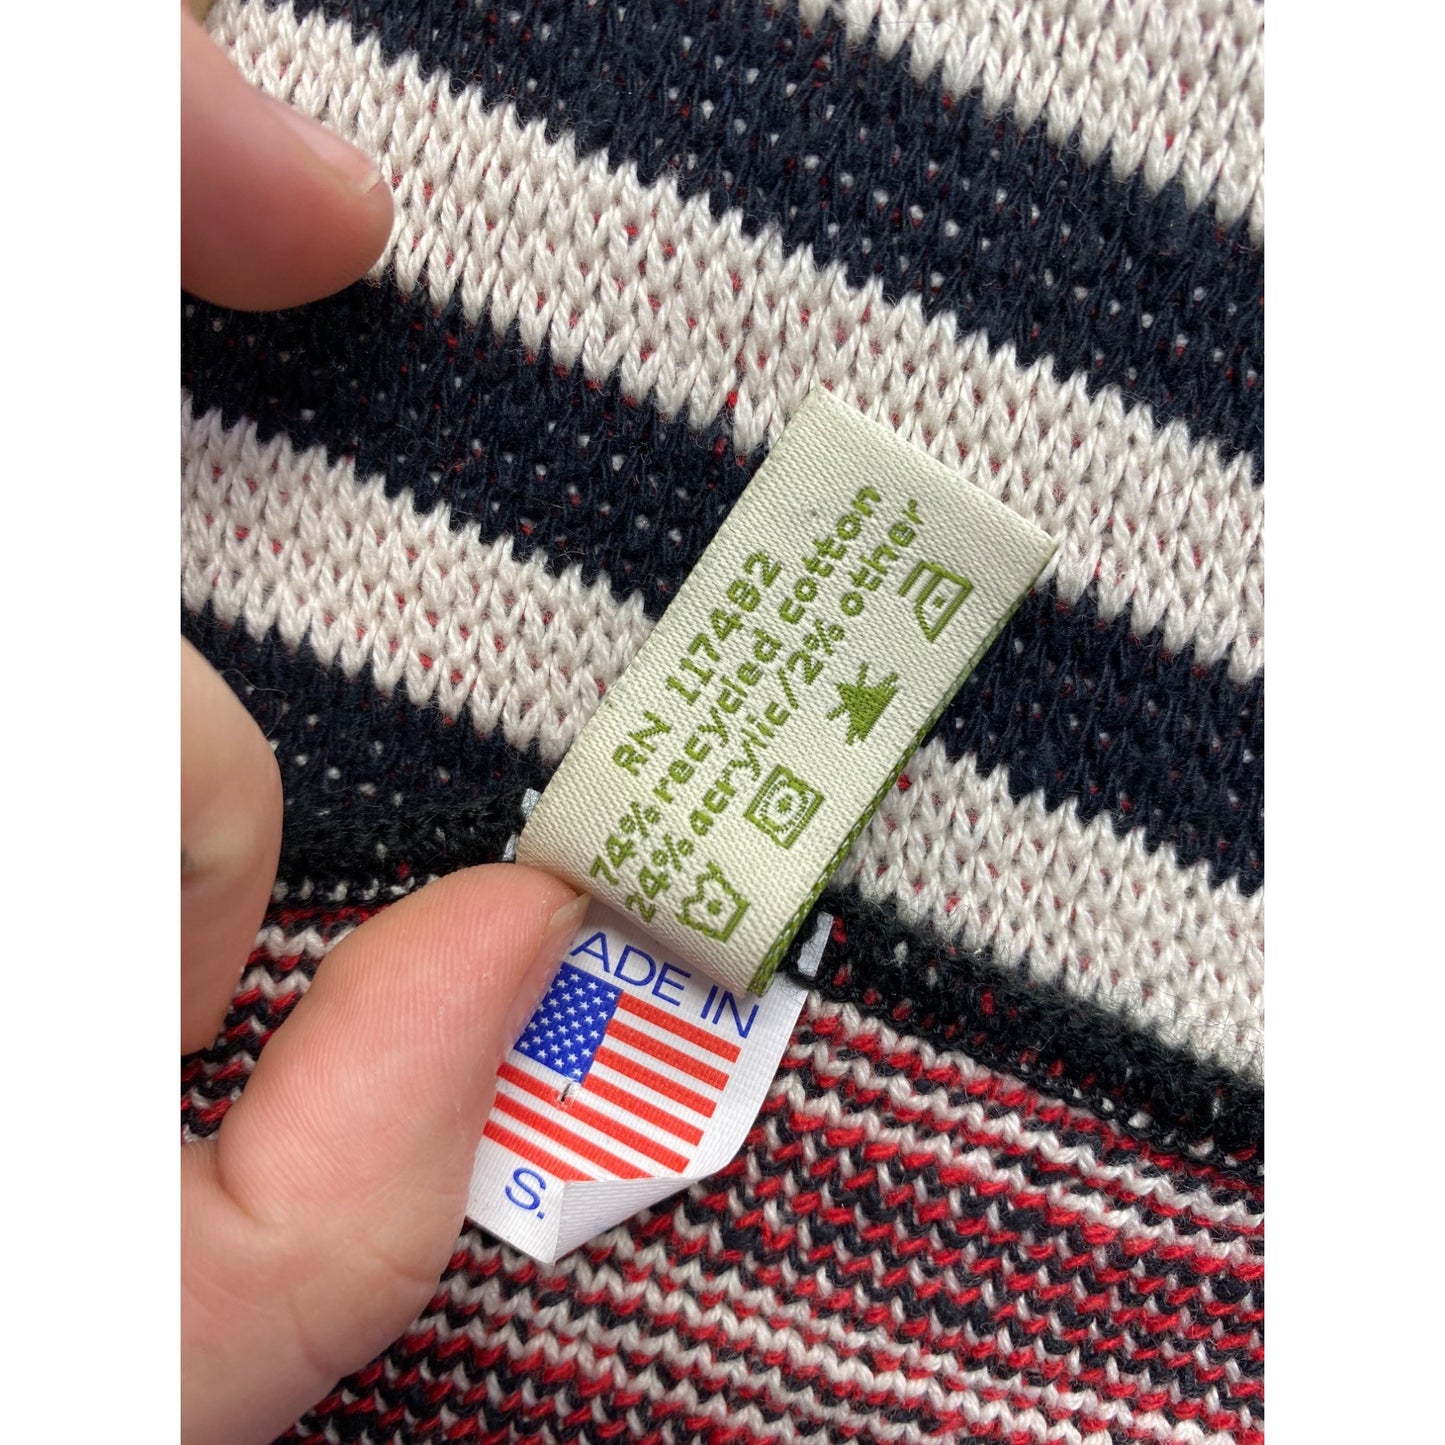 RN 117482
74% recycled cotton
24% acrylic/2% other
ADE IN
S.